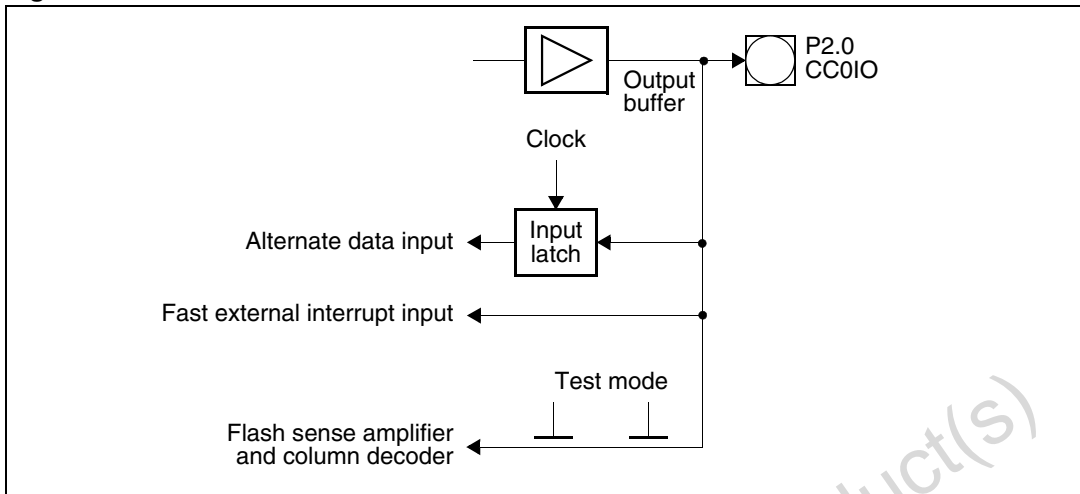 P2.0
CC0IO
Output
buffer
Clock
Input
latch
Alternate data input
Fast external interrupt input
Test mode
Flash sense amplifier
and column decoder
duct(s)